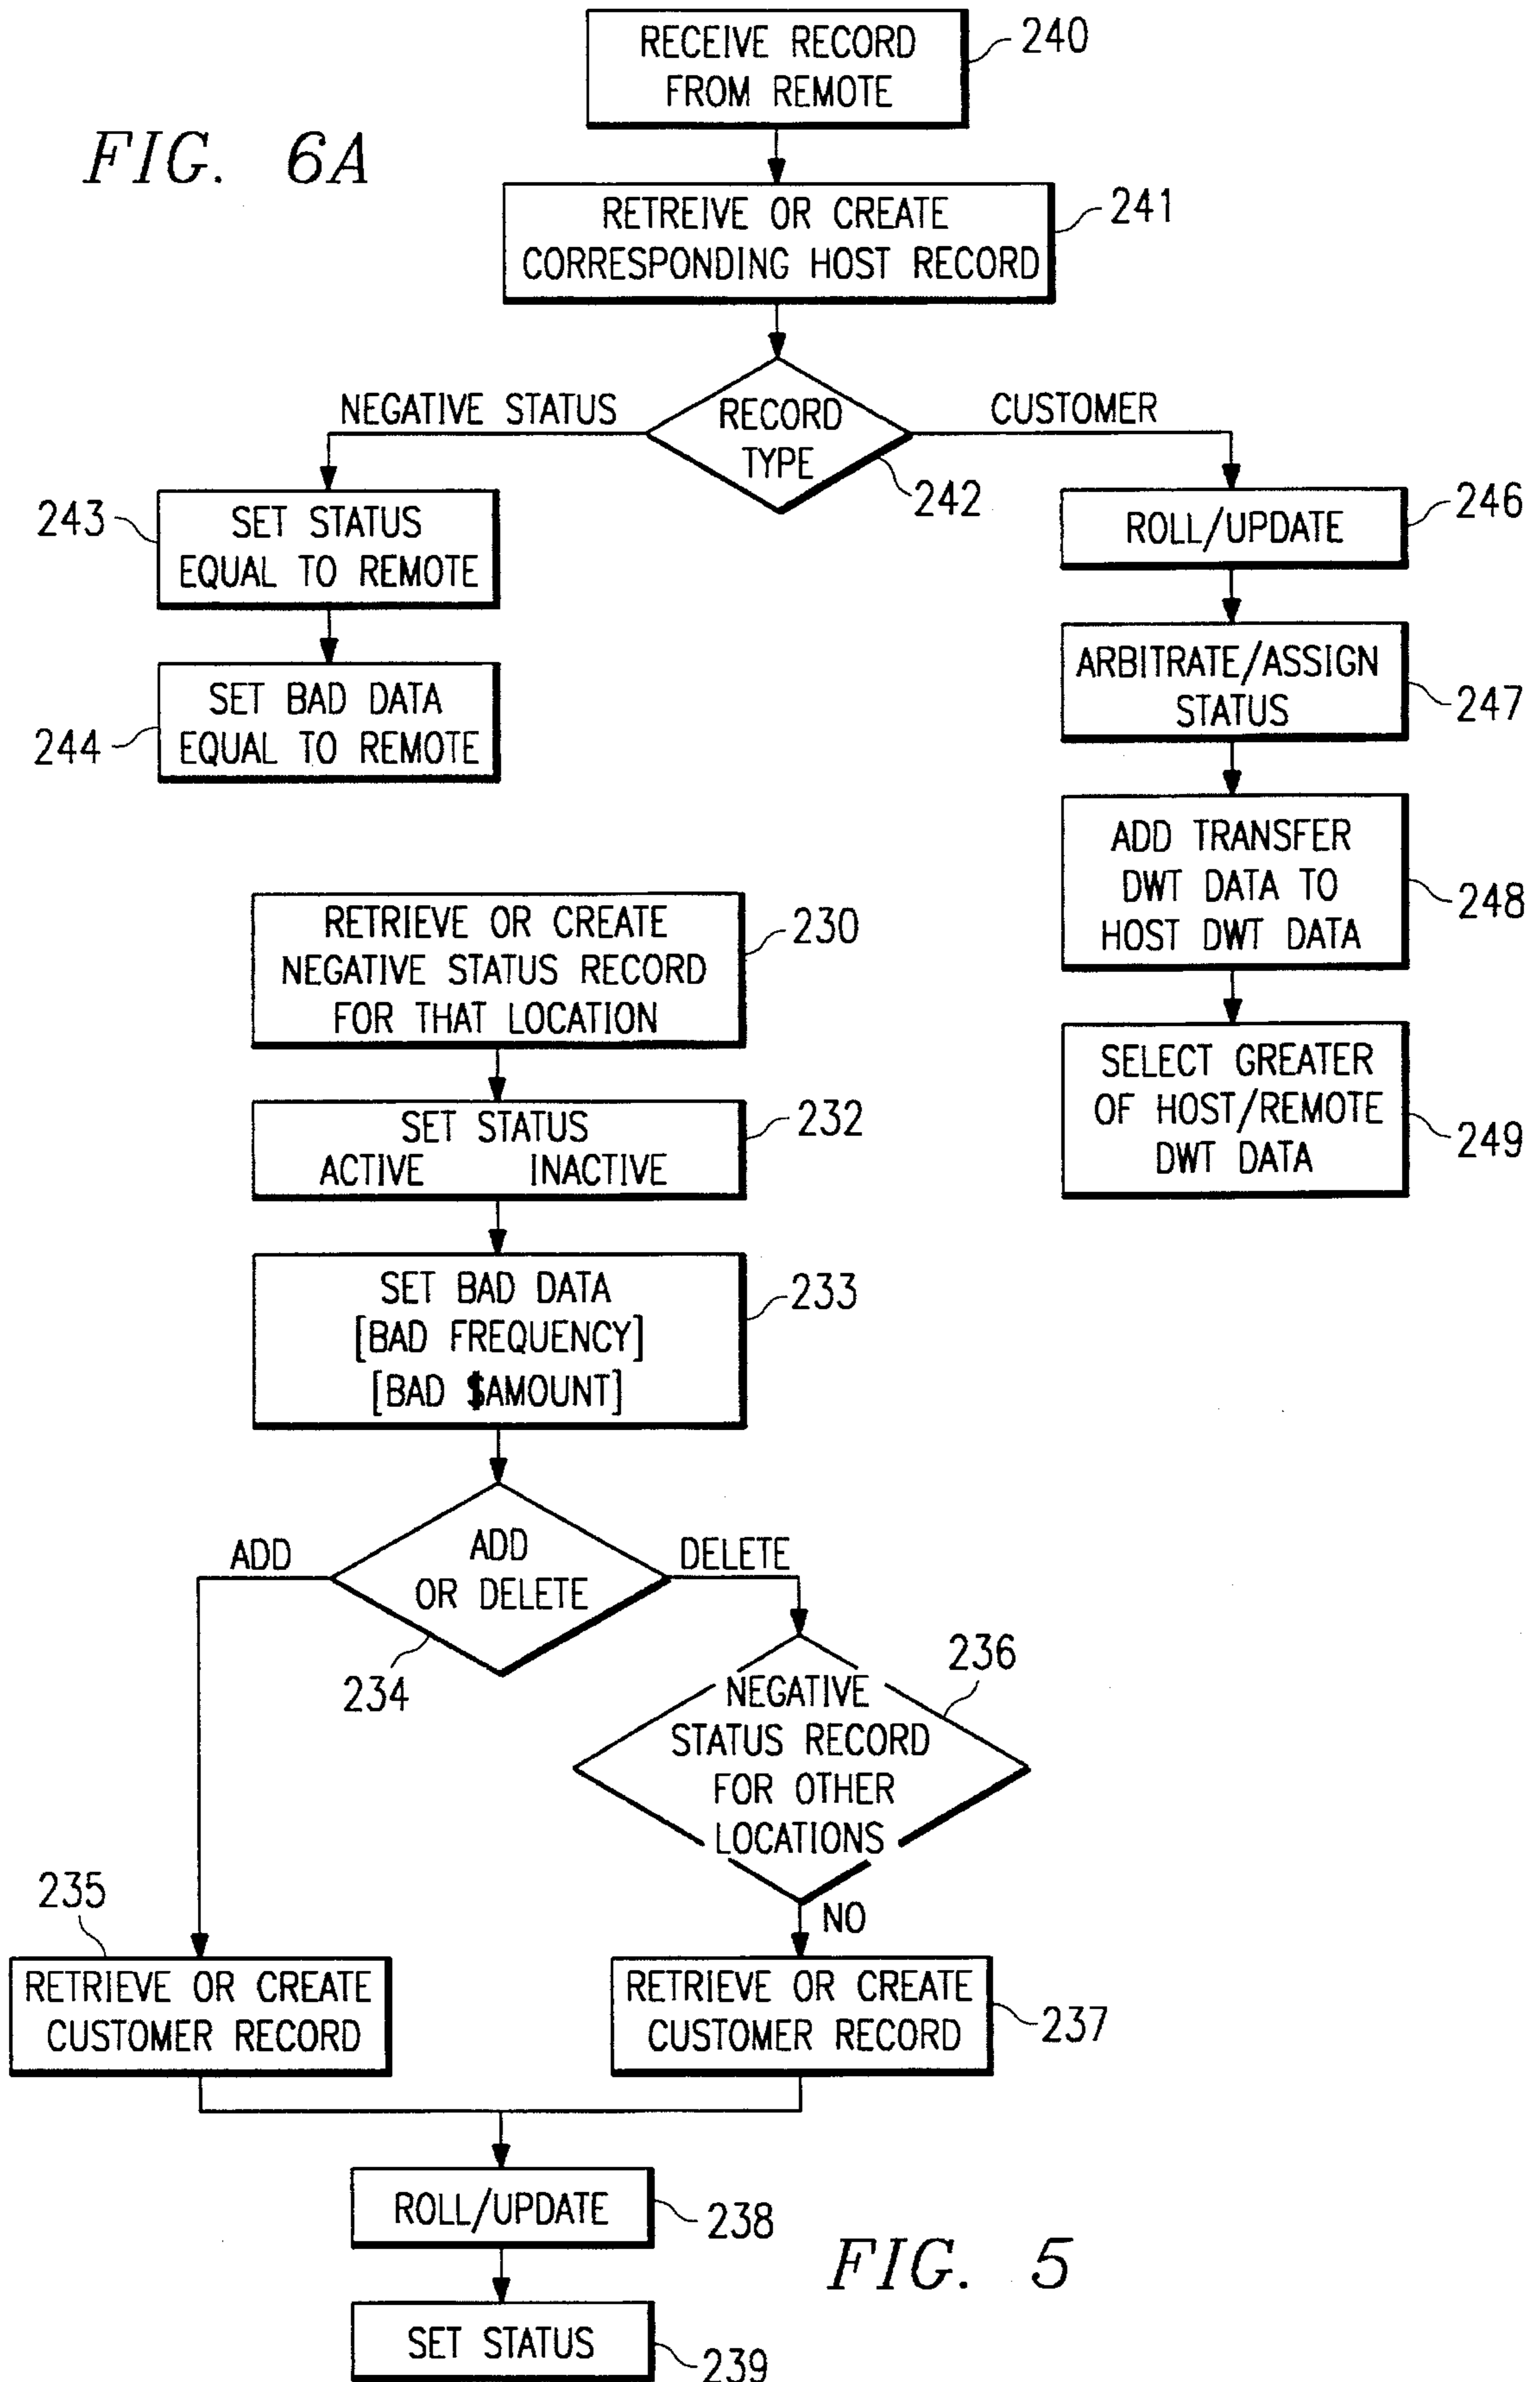 RECEIVE RECORD
FROM REMOTE
240
FIG. 6A
RETREIVE OR CREATE
CORRESPONDING HOST RECORD
241
NEGATIVE STATUS
RECORD
TYPE
CUSTOMER
242
243
SET STATUS
EQUAL TO REMOTE
244
SET BAD DATA
EQUAL TO REMOTE
ROLL/UPDATE
246
ARBITRATE/ASSIGN
STATUS
247
ADD TRANSFER
DWT DATA TO
HOST DWT DATA
248
SELECT GREATER
OF HOST/REMOTE
DWT DATA
249
RETRIEVE OR CREATE
NEGATIVE STATUS RECORD
FOR THAT LOCATION
230
SET STATUS
ACTIVE INACTIVE
232
SET BAD DATA
[BAD FREQUENCY]
[BAD $AMOUNT]
233
ADD
ADD
OR DELETE
DELETE
234
NEGATIVE
STATUS RECORD
FOR OTHER
LOCATIONS
236
NO
235
RETRIEVE OR CREATE
CUSTOMER RECORD
RETRIEVE OR CREATE
CUSTOMER RECORD
237
ROLL/UPDATE
238
SET STATUS
239
FIG. 5